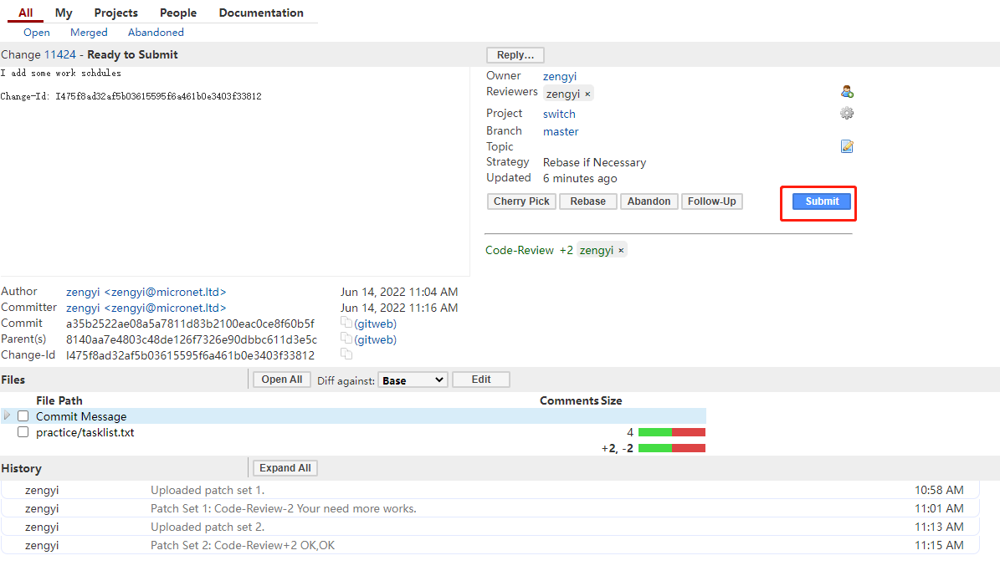 All My Projects People Documentation
Open Merged Abandoned
Change 11424 - Ready to Submit
Reply…
I add some work schdules
Change-Id: I475f8ad32af5b03615595f6a461b0e3403f33812
Owner zengyi
Reviewers zengyi ×
Project switch
Branch master
Topic
Strategy Rebase if Necessary
Updated 6 minutes ago
Cherry Pick Rebase Abandon Follow-Up Submit
Code-Review +2 zengyi ×
Author zengyi <zengyi@micronet.ltd> Jun 14, 2022 11:04 AM
Committer zengyi <zengyi@micronet.ltd> Jun 14, 2022 11:16 AM
Commit a35b2522ae08a5a7811d83b2100eac0ce8f60b5f (gitweb)
Parent(s) 8140aa7e4803c48de126f7326e90dbbc611d3e5c (gitweb)
Change-Id I475f8ad32af5b03615595f6a461b0e3403f33812
Files Open All Diff against: Base Edit
File Path Comments Size
Commit Message
practice/tasklist.txt 4
+2, -2
History Expand All
zengyi Uploaded patch set 1. 10:58 AM
zengyi Patch Set 1: Code-Review-2 Your need more works. 11:01 AM
zengyi Uploaded patch set 2. 11:13 AM
zengyi Patch Set 2: Code-Review+2 OK,OK 11:15 AM